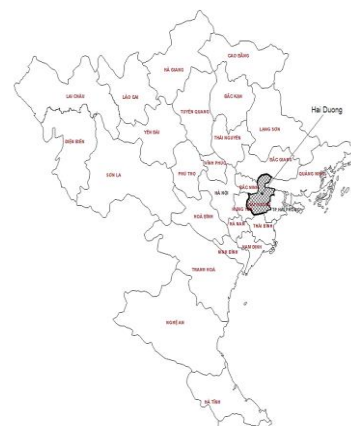 CAO BẰNG
HÀ GIANG
LAI CHÂU
LÀO CAI
BẮC KẠN
TUYÊN QUANG
Hai Duong
LẠNG SƠN
ĐIỆN BIÊN
YÊN BÁI
THÁI NGUYÊN
BẮC GIANG
SƠN LA
PHÚ THỌ
VĨNH PHÚC
QUẢNG NINH
HÀ NỘI
BẮC NINH
HOÀ BÌNH
HÀ NAM
THÁI BÌNH
NAM ĐỊNH
NINH BÌNH
THANH HOÁ
NGHỆ AN
HÀ TĨNH